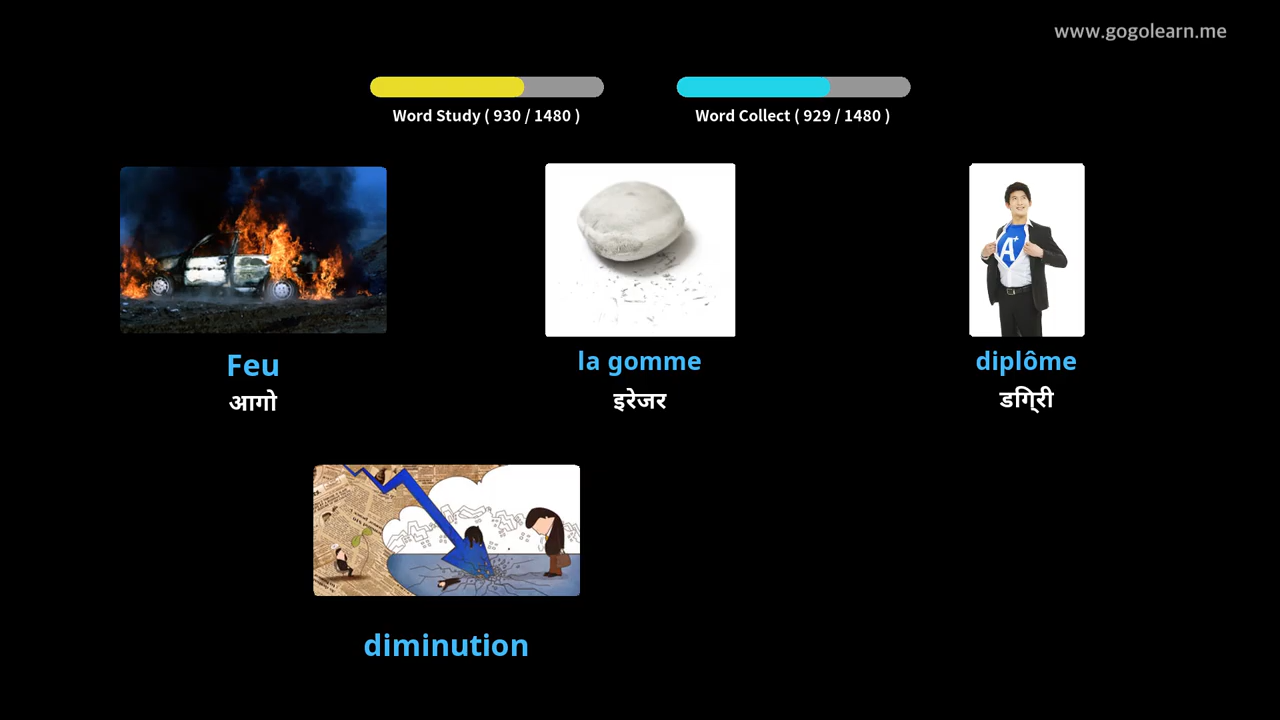 www.gogolearn.me
Word Study ( 930 / 1480 )
Word Collect ( 929 / 1480 )
Feu
आगो
la gomme
इरेजर
diplôme
डिग्री
diminution